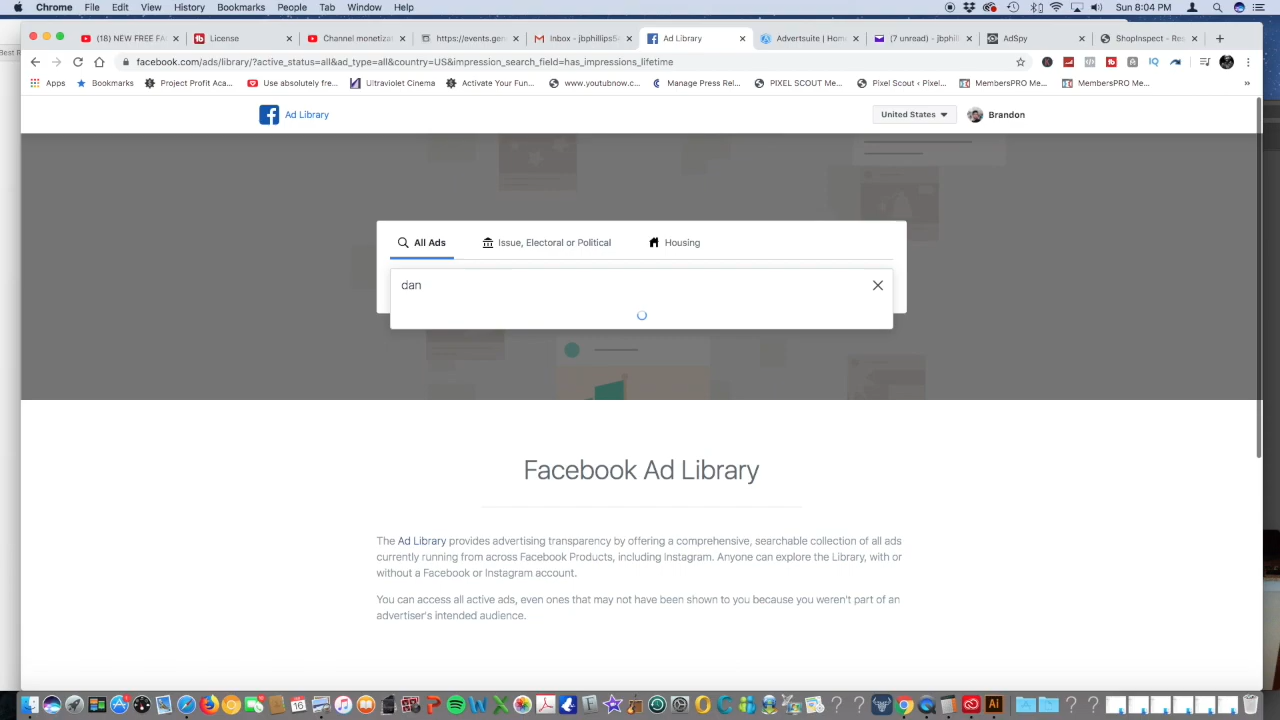 Chrome File Edit View History Bookmarks People Tab Window Help Sun 8:04 PM
(18) NEW FREE FA License Channel monetizat https://events.gen Inbox - jbphillips54 Ad Library Advertsuite | Hom (7 unread) - jbphil AdSpy ShopInspect - Rea
facebook.com/ads/library/?active_status=all&ad_type=all&country=US&impression_search_field=has_impressions_lifetime
Apps Bookmarks Project Profit Aca... Use absolutely fre... Ultraviolet Cinema Activate Your Fun... www.youtubnow.c... Manage Press Rel... PIXEL SCOUT Me... Pixel Scout ‹ Pixel... MembersPRO Me... MembersPRO Me... »
Ad Library United States Brandon
All Ads Issue, Electoral or Political Housing
dan
Facebook Ad Library
The Ad Library provides advertising transparency by offering a comprehensive, searchable collection of all ads
currently running from across Facebook Products, including Instagram. Anyone can explore the Library, with or
without a Facebook or Instagram account.
You can access all active ads, even ones that may not have been shown to you because you weren't part of an
advertiser's intended audience.